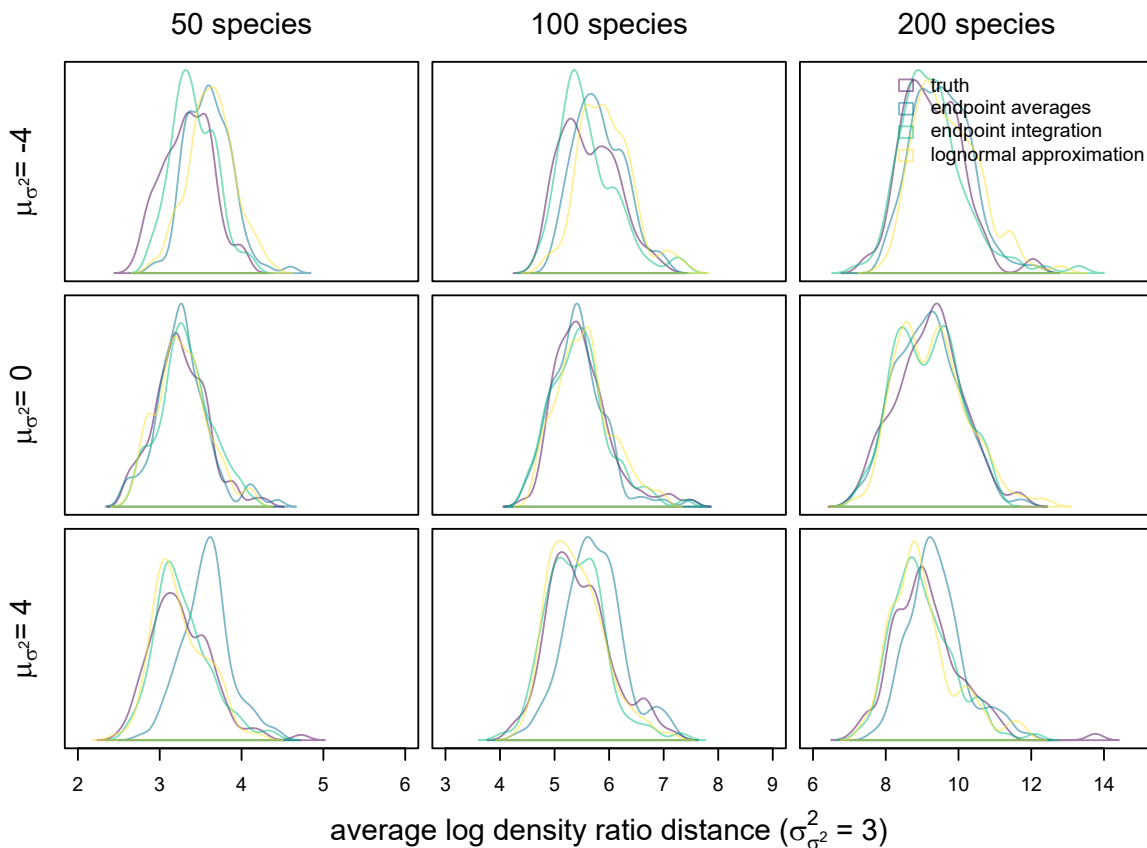 50 species 100 species 200 species
μσ²= -4
truth
endpoint averages
endpoint integration
lognormal approximation
μσ²= 0
μσ²= 4
2 3 4 5 6 3 4 5 6 7 8 9 6 8 10 12 14
average log density ratio distance (σ²σ² = 3)